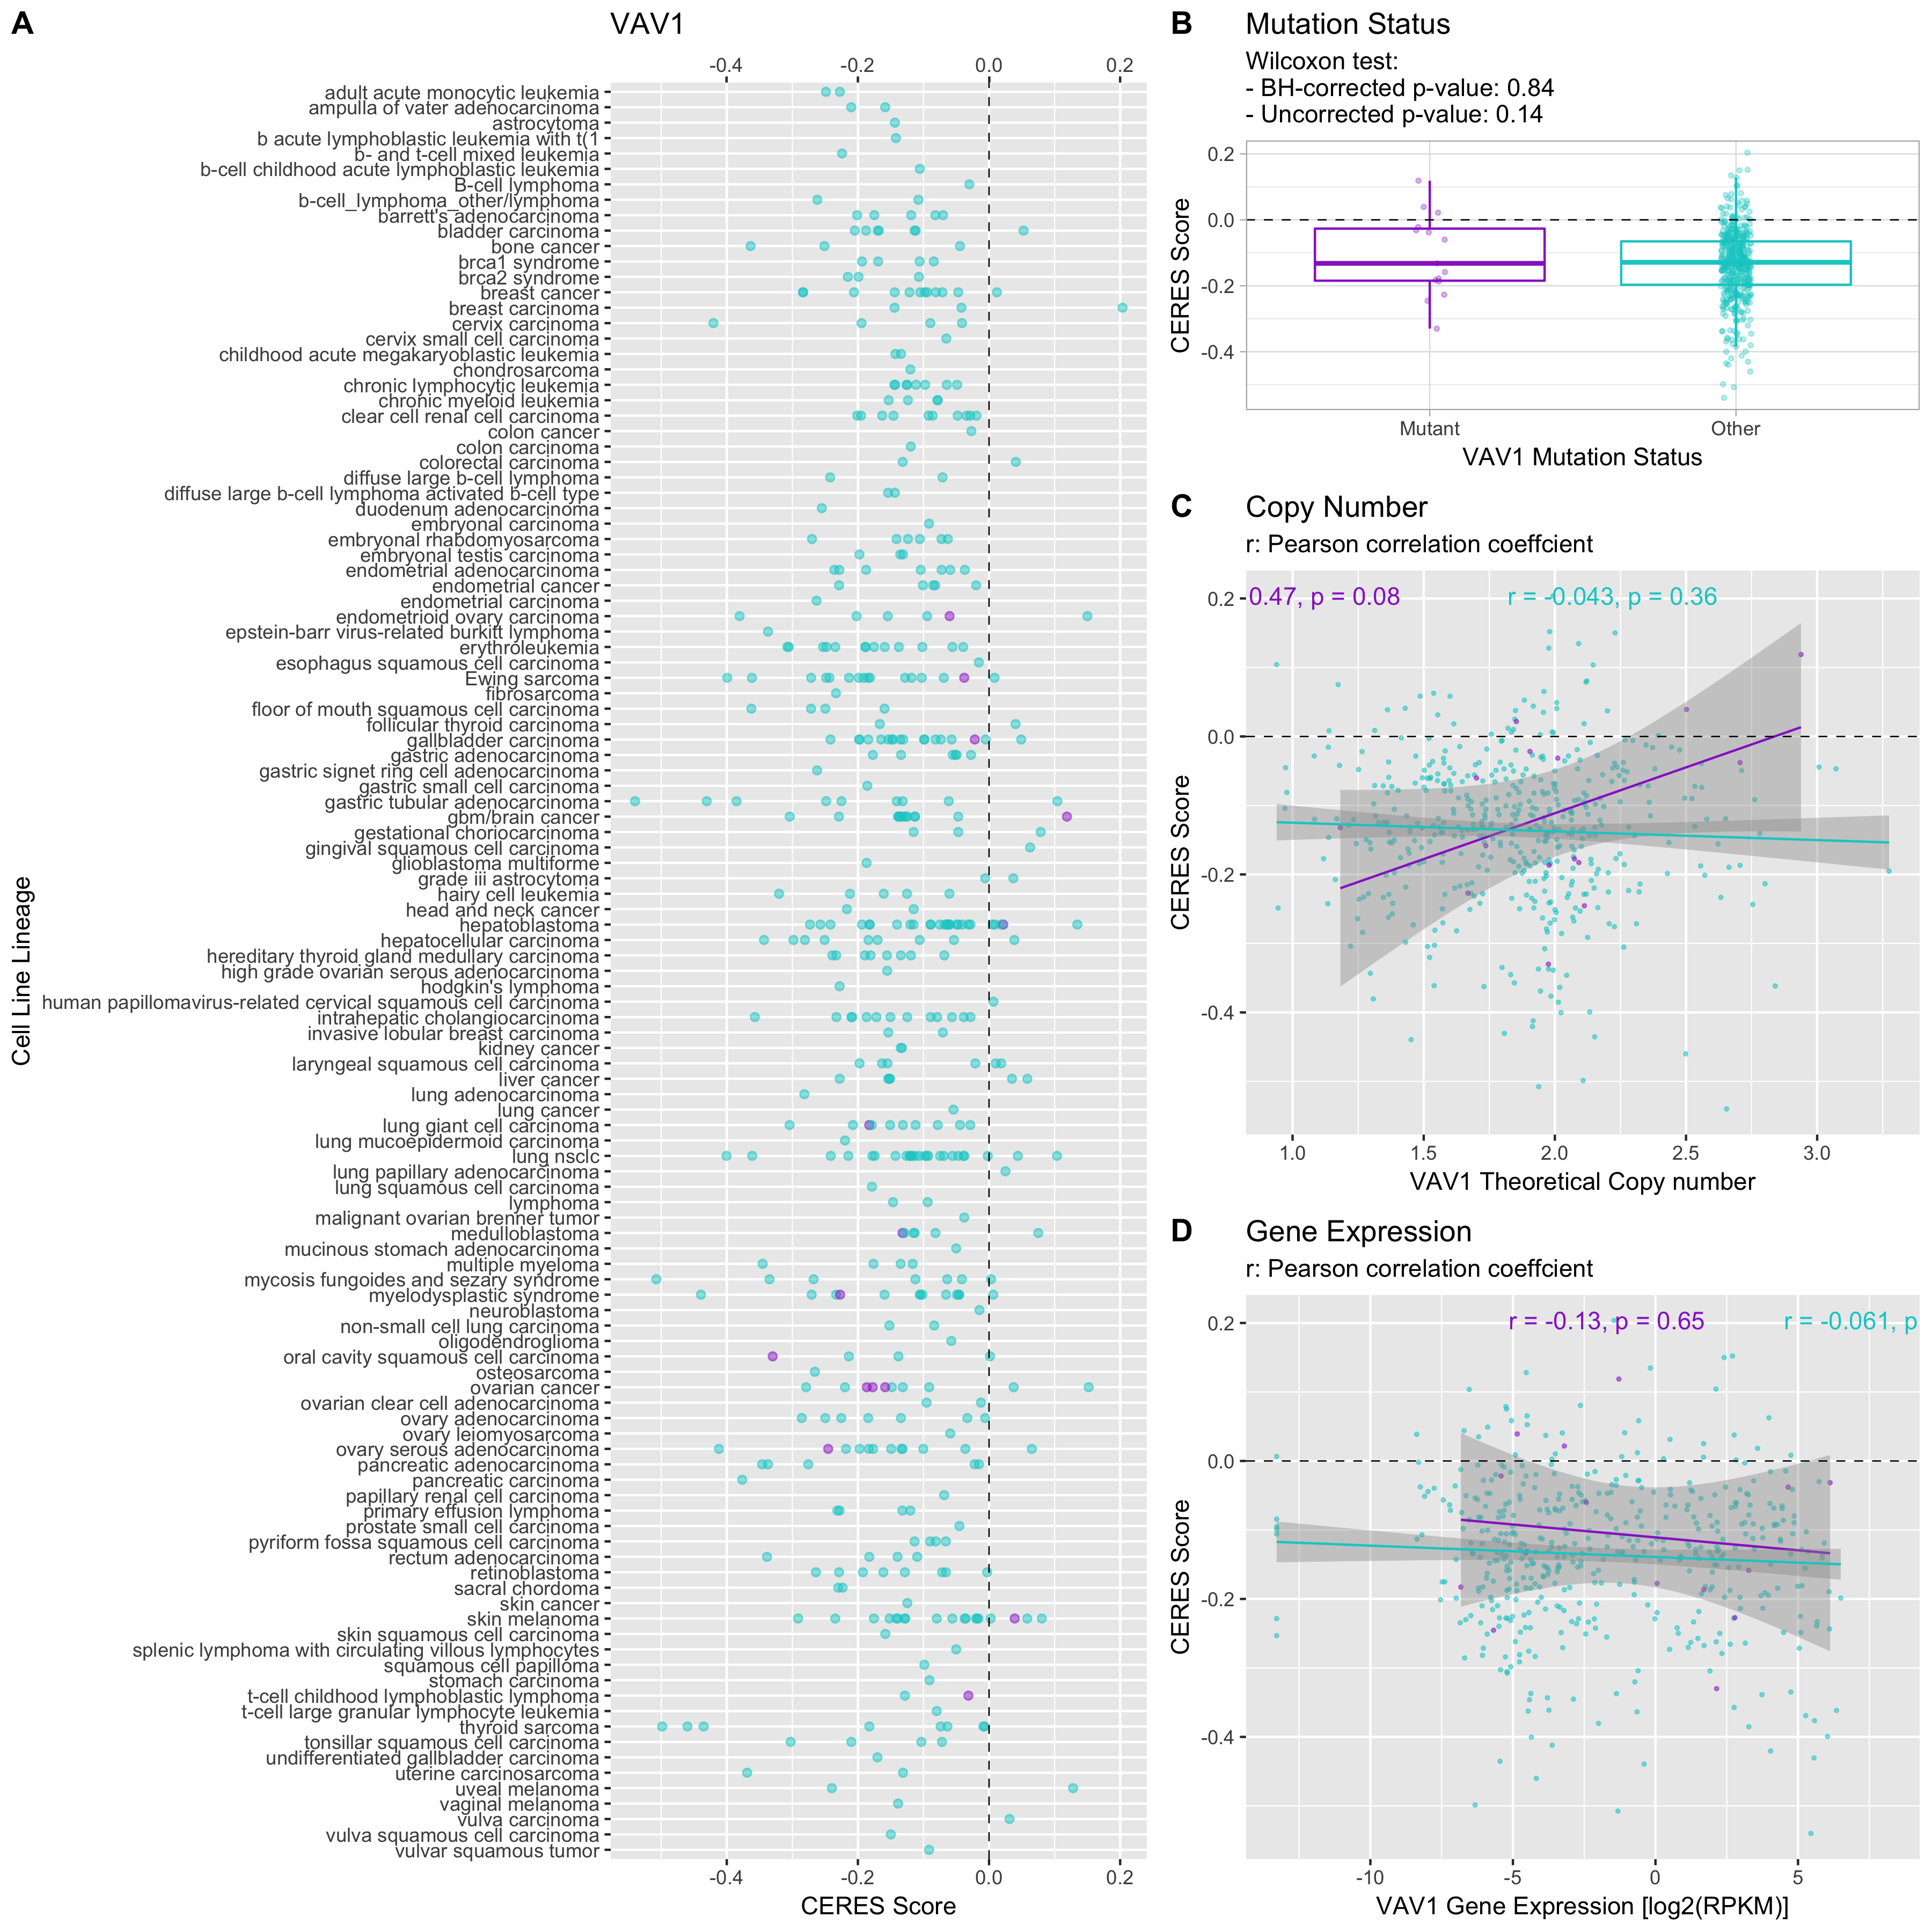 A
VAV1
-0.4 -0.2 0.0 0.2
adult acute monocytic leukemia
ampulla of vater adenocarcinoma
astrocytoma
b acute lymphoblastic leukemia with t(1
b- and t-cell mixed leukemia
b-cell childhood acute lymphoblastic leukemia
B-cell lymphoma
b-cell_lymphoma_other/lymphoma
barrett's adenocarcinoma
bladder carcinoma
bone cancer
brca1 syndrome
brca2 syndrome
breast cancer
breast carcinoma
cervix carcinoma
cervix small cell carcinoma
childhood acute megakaryoblastic leukemia
chondrosarcoma
chronic lymphocytic leukemia
chronic myeloid leukemia
clear cell renal cell carcinoma
colon cancer
colon carcinoma
colorectal carcinoma
diffuse large b-cell lymphoma
diffuse large b-cell lymphoma activated b-cell type
duodenum adenocarcinoma
embryonal carcinoma
embryonal rhabdomyosarcoma
embryonal testis carcinoma
endometrial adenocarcinoma
endometrial cancer
endometrial carcinoma
endometrioid ovary carcinoma
epstein-barr virus-related burkitt lymphoma
erythroleukemia
esophagus squamous cell carcinoma
Ewing sarcoma
fibrosarcoma
floor of mouth squamous cell carcinoma
follicular thyroid carcinoma
gallbladder carcinoma
gastric adenocarcinoma
gastric signet ring cell adenocarcinoma
gastric small cell carcinoma
gastric tubular adenocarcinoma
gbm/brain cancer
gestational choriocarcinoma
gingival squamous cell carcinoma
glioblastoma multiforme
grade iii astrocytoma
hairy cell leukemia
head and neck cancer
hepatoblastoma
hepatocellular carcinoma
hereditary thyroid gland medullary carcinoma
high grade ovarian serous adenocarcinoma
hodgkin's lymphoma
human papillomavirus-related cervical squamous cell carcinoma
intrahepatic cholangiocarcinoma
invasive lobular breast carcinoma
kidney cancer
laryngeal squamous cell carcinoma
liver cancer
lung adenocarcinoma
lung cancer
lung giant cell carcinoma
lung mucoepidermoid carcinoma
lung nsclc
lung papillary adenocarcinoma
lung squamous cell carcinoma
lymphoma
malignant ovarian brenner tumor
medulloblastoma
mucinous stomach adenocarcinoma
multiple myeloma
mycosis fungoides and sezary syndrome
myelodysplastic syndrome
neuroblastoma
non-small cell lung carcinoma
oligodendroglioma
oral cavity squamous cell carcinoma
osteosarcoma
ovarian cancer
ovarian clear cell adenocarcinoma
ovary adenocarcinoma
ovary leiomyosarcoma
ovary serous adenocarcinoma
pancreatic adenocarcinoma
pancreatic carcinoma
papillary renal cell carcinoma
primary effusion lymphoma
prostate small cell carcinoma
pyriform fossa squamous cell carcinoma
rectum adenocarcinoma
retinoblastoma
sacral chordoma
skin cancer
skin melanoma
skin squamous cell carcinoma
splenic lymphoma with circulating villous lymphocytes
squamous cell papilloma
stomach carcinoma
t-cell childhood lymphoblastic lymphoma
t-cell large granular lymphocyte leukemia
thyroid sarcoma
tonsillar squamous cell carcinoma
undifferentiated gallbladder carcinoma
uterine carcinosarcoma
uveal melanoma
vaginal melanoma
vulva carcinoma
vulva squamous cell carcinoma
vulvar squamous tumor
-0.4 -0.2 0.0 0.2
CERES Score
Cell Line Lineage
B
Mutation Status
Wilcoxon test:
- BH-corrected p-value: 0.84
- Uncorrected p-value: 0.14
0.2
0.0
-0.2
-0.4
CERES Score
Mutant Other
VAV1 Mutation Status
C
Copy Number
r: Pearson correlation coeffcient
0.47, p = 0.08 r = -0.043, p = 0.36
0.2
0.0
-0.2
-0.4
CERES Score
1.0 1.5 2.0 2.5 3.0
VAV1 Theoretical Copy number
D
Gene Expression
r: Pearson correlation coeffcient
r = -0.13, p = 0.65 r = -0.061, p
0.2
0.0
-0.2
-0.4
CERES Score
-10 -5 0 5
VAV1 Gene Expression [log2(RPKM)]